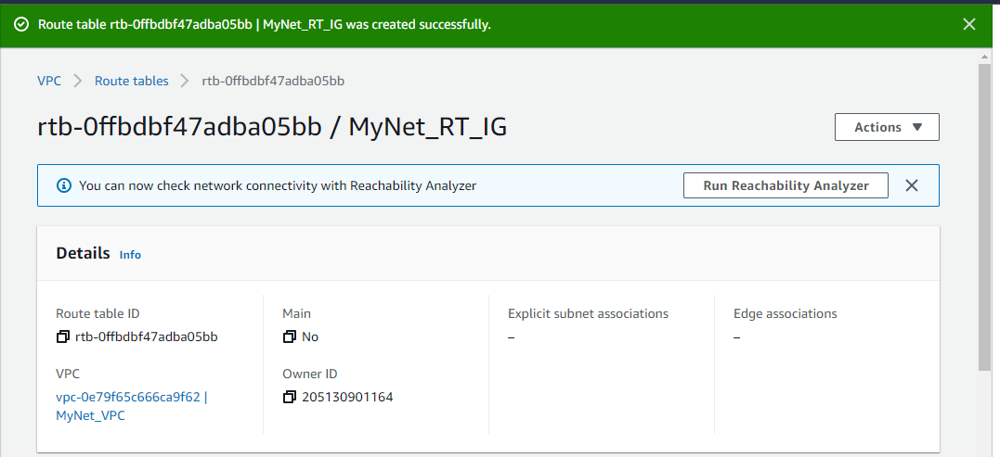 Route table rtb-0ffbdbf47adba05bb | MyNet_RT_IG was created successfully.
VPC > Route tables > rtb-0ffbdbf47adba05bb
rtb-0ffbdbf47adba05bb / MyNet_RT_IG
Actions
You can now check network connectivity with Reachability Analyzer
Run Reachability Analyzer
Details Info
Route table ID
rtb-0ffbdbf47adba05bb
Main
No
Explicit subnet associations
–
Edge associations
–
VPC
vpc-0e79f65c666ca9f62 |
MyNet_VPC
Owner ID
205130901164